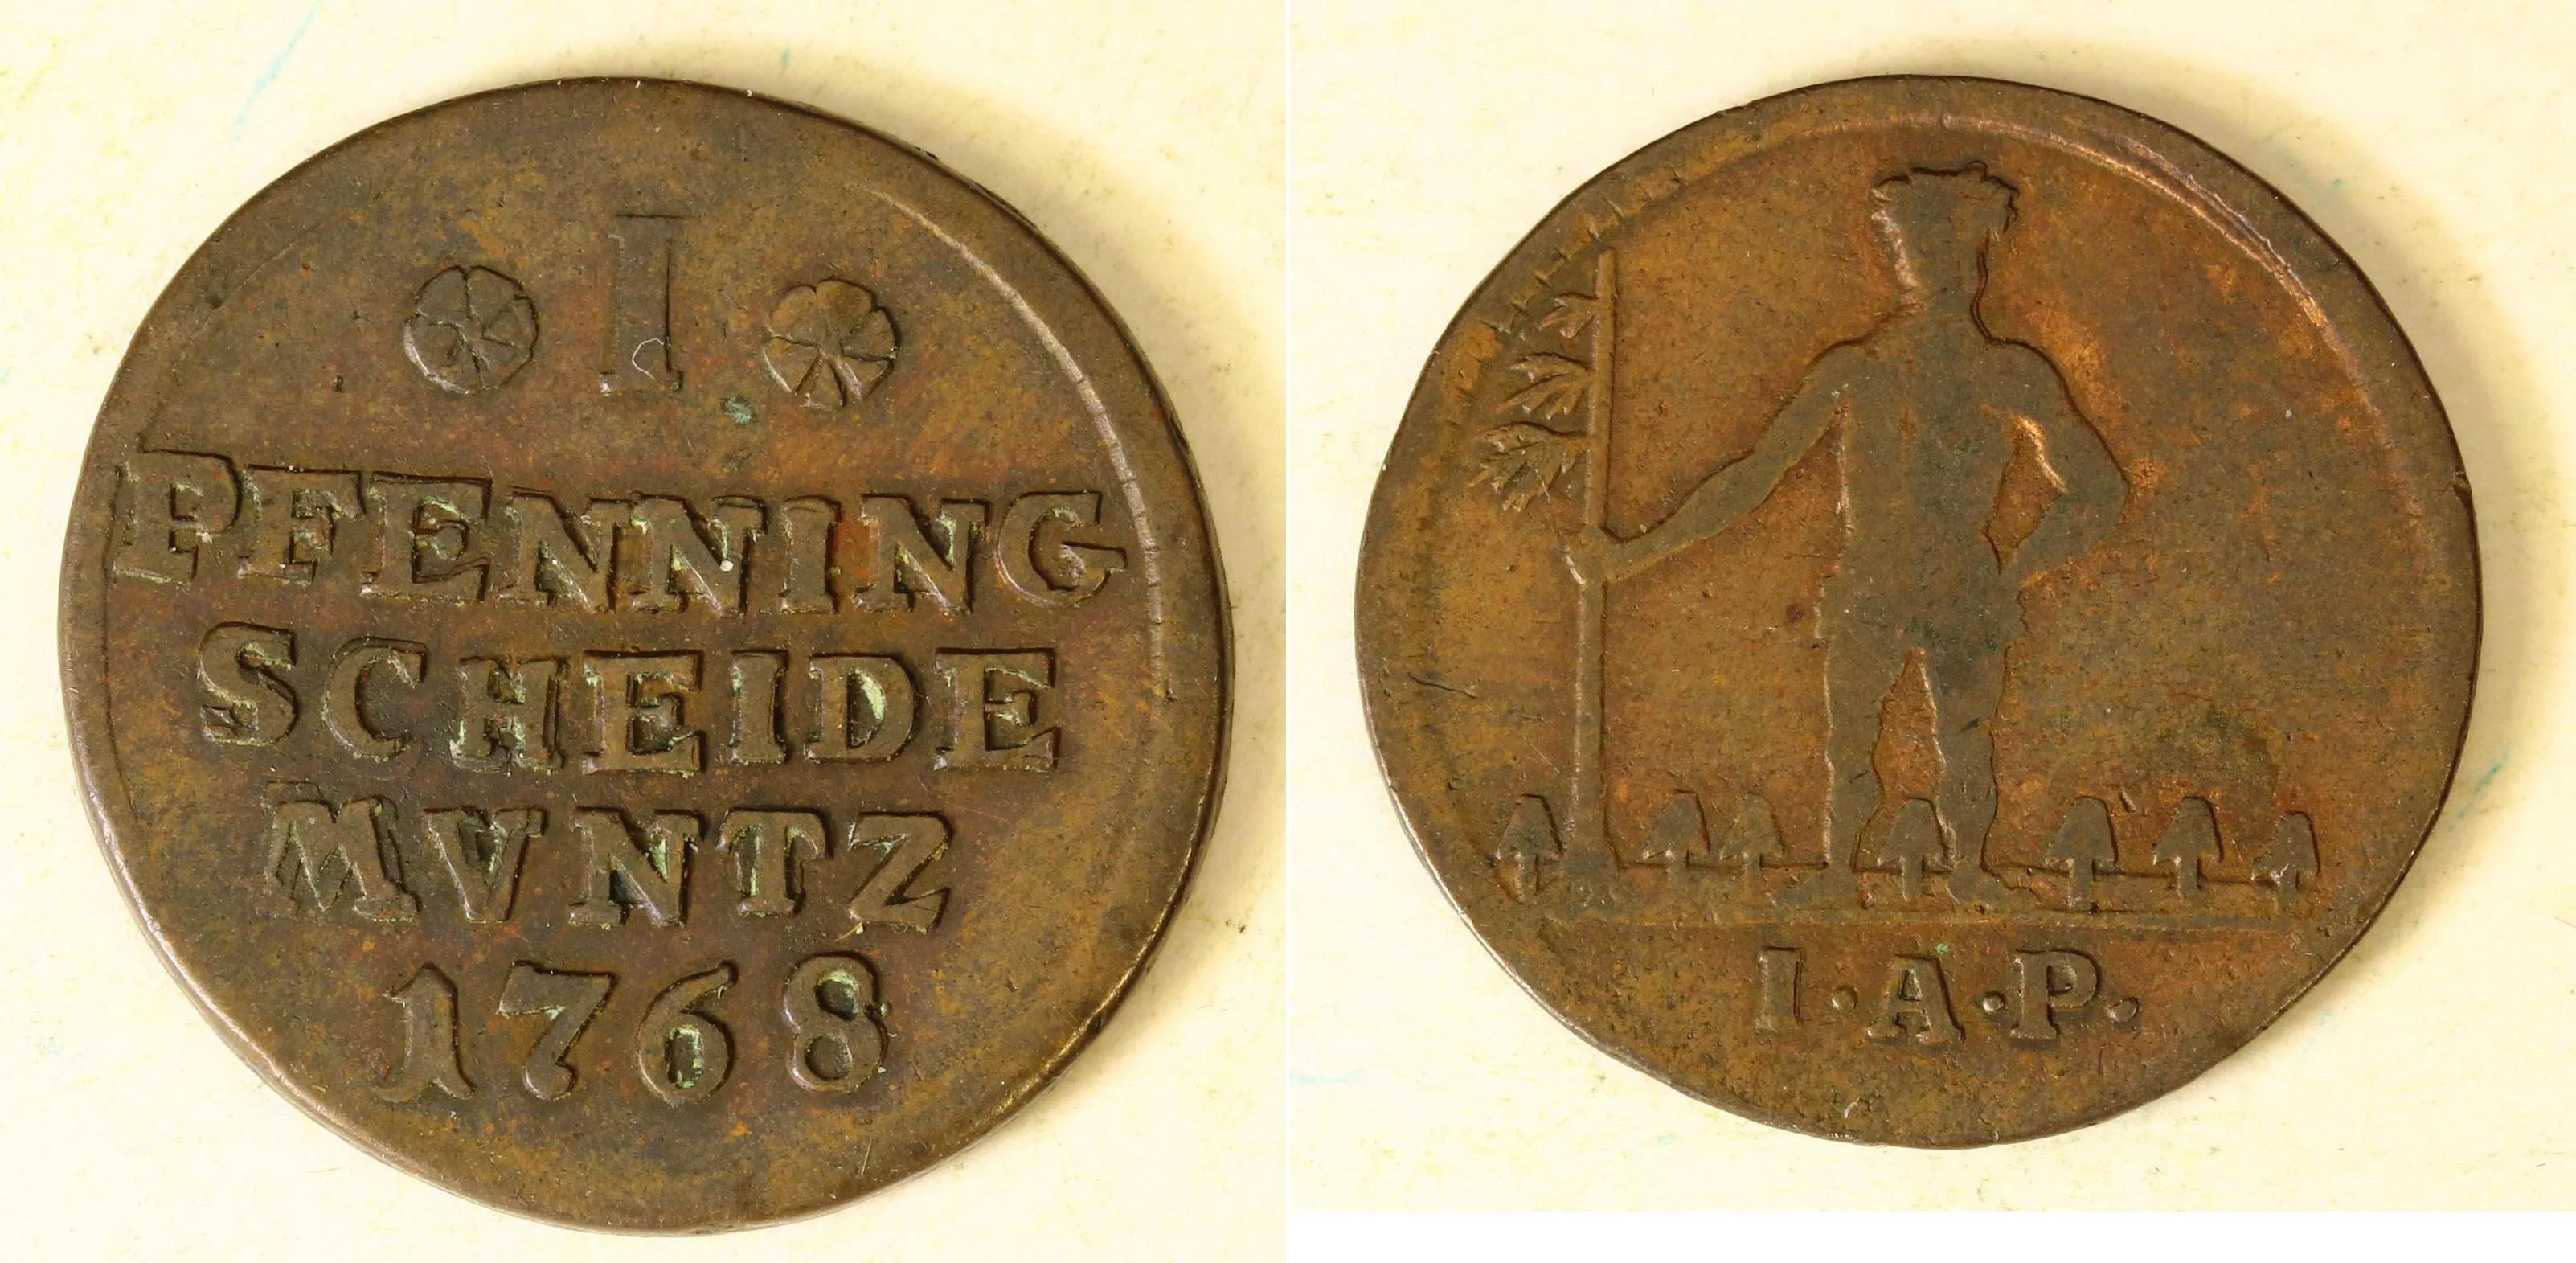 I
PFENNING
SCHEIDE
MVNTZ
1768
I·A·P.